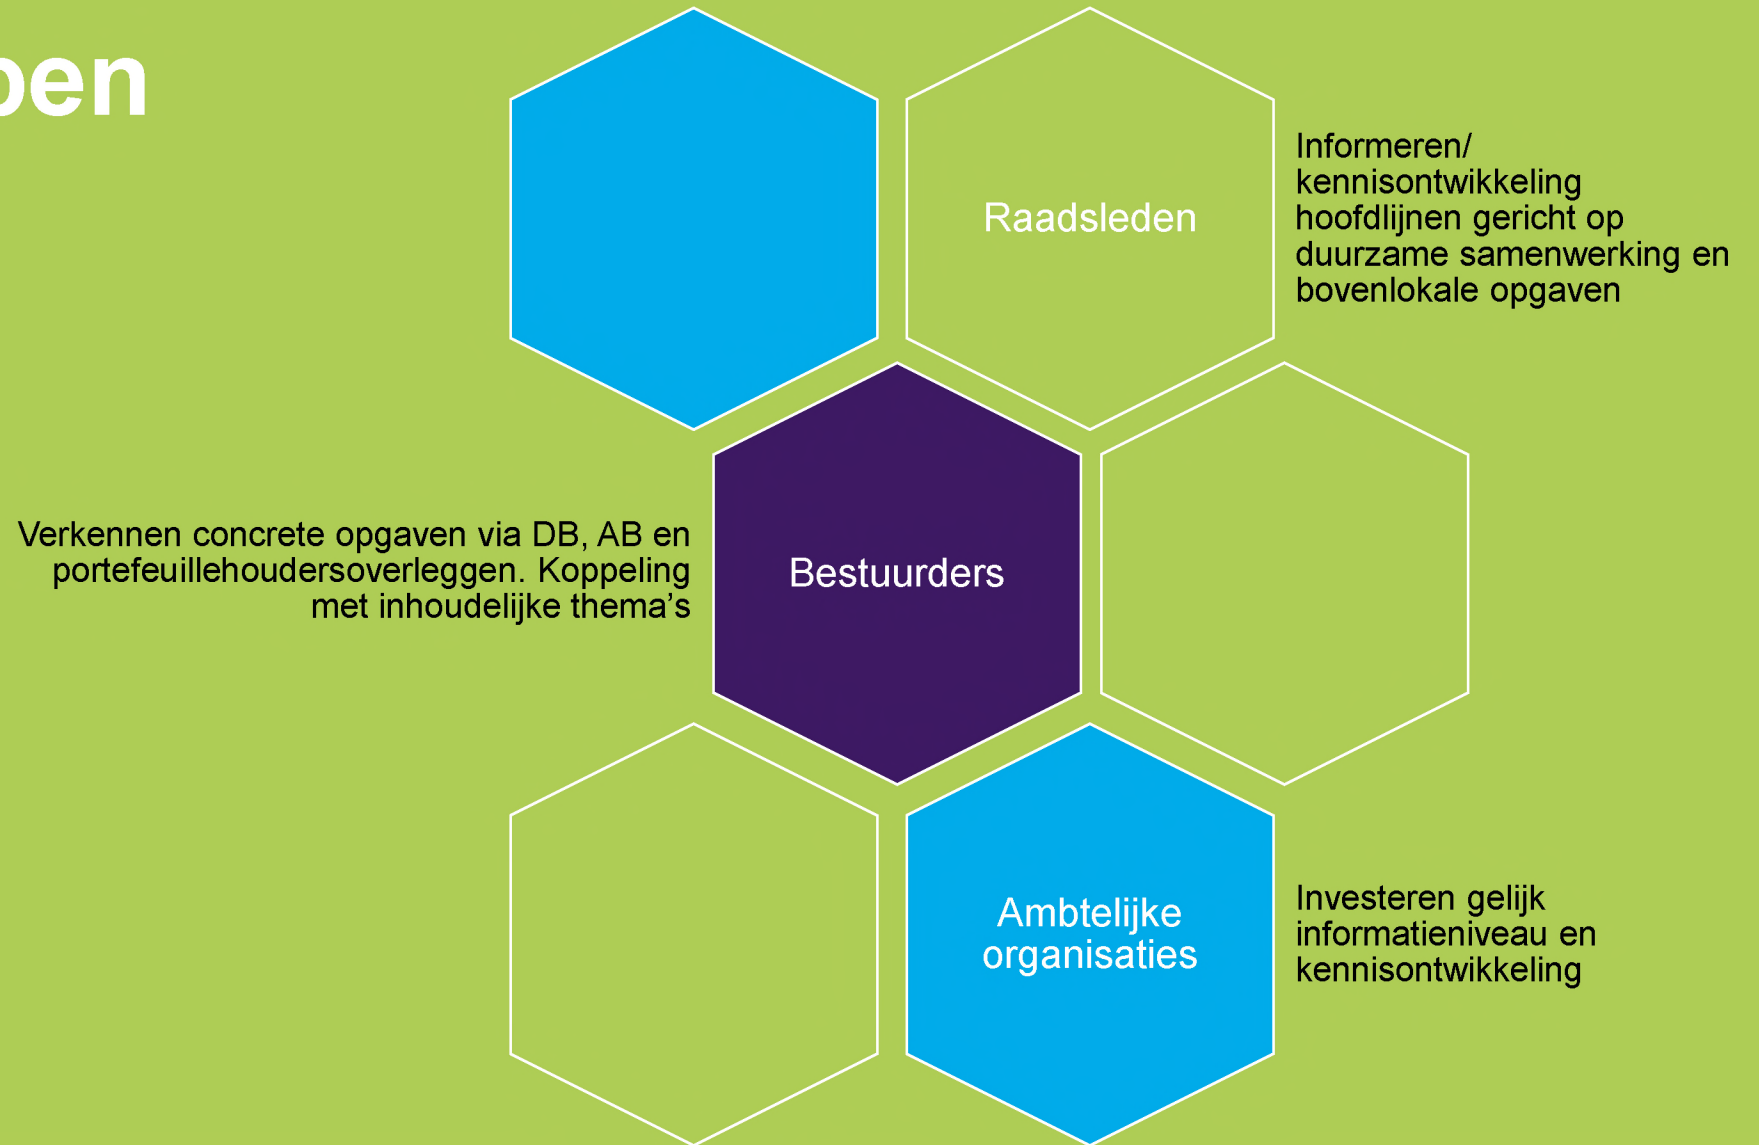 pen
Raadsleden
Informeren/
kennisontwikkeling
hoofdlijnen gericht op
duurzame samenwerking en
bovenlokale opgaven
Verkennen concrete opgaven via DB, AB en
portefeuillehoudersoverleggen. Koppeling
met inhoudelijke thema’s
Bestuurders
Ambtelijke
organisaties
Investeren gelijk
informatieniveau en
kennisontwikkeling